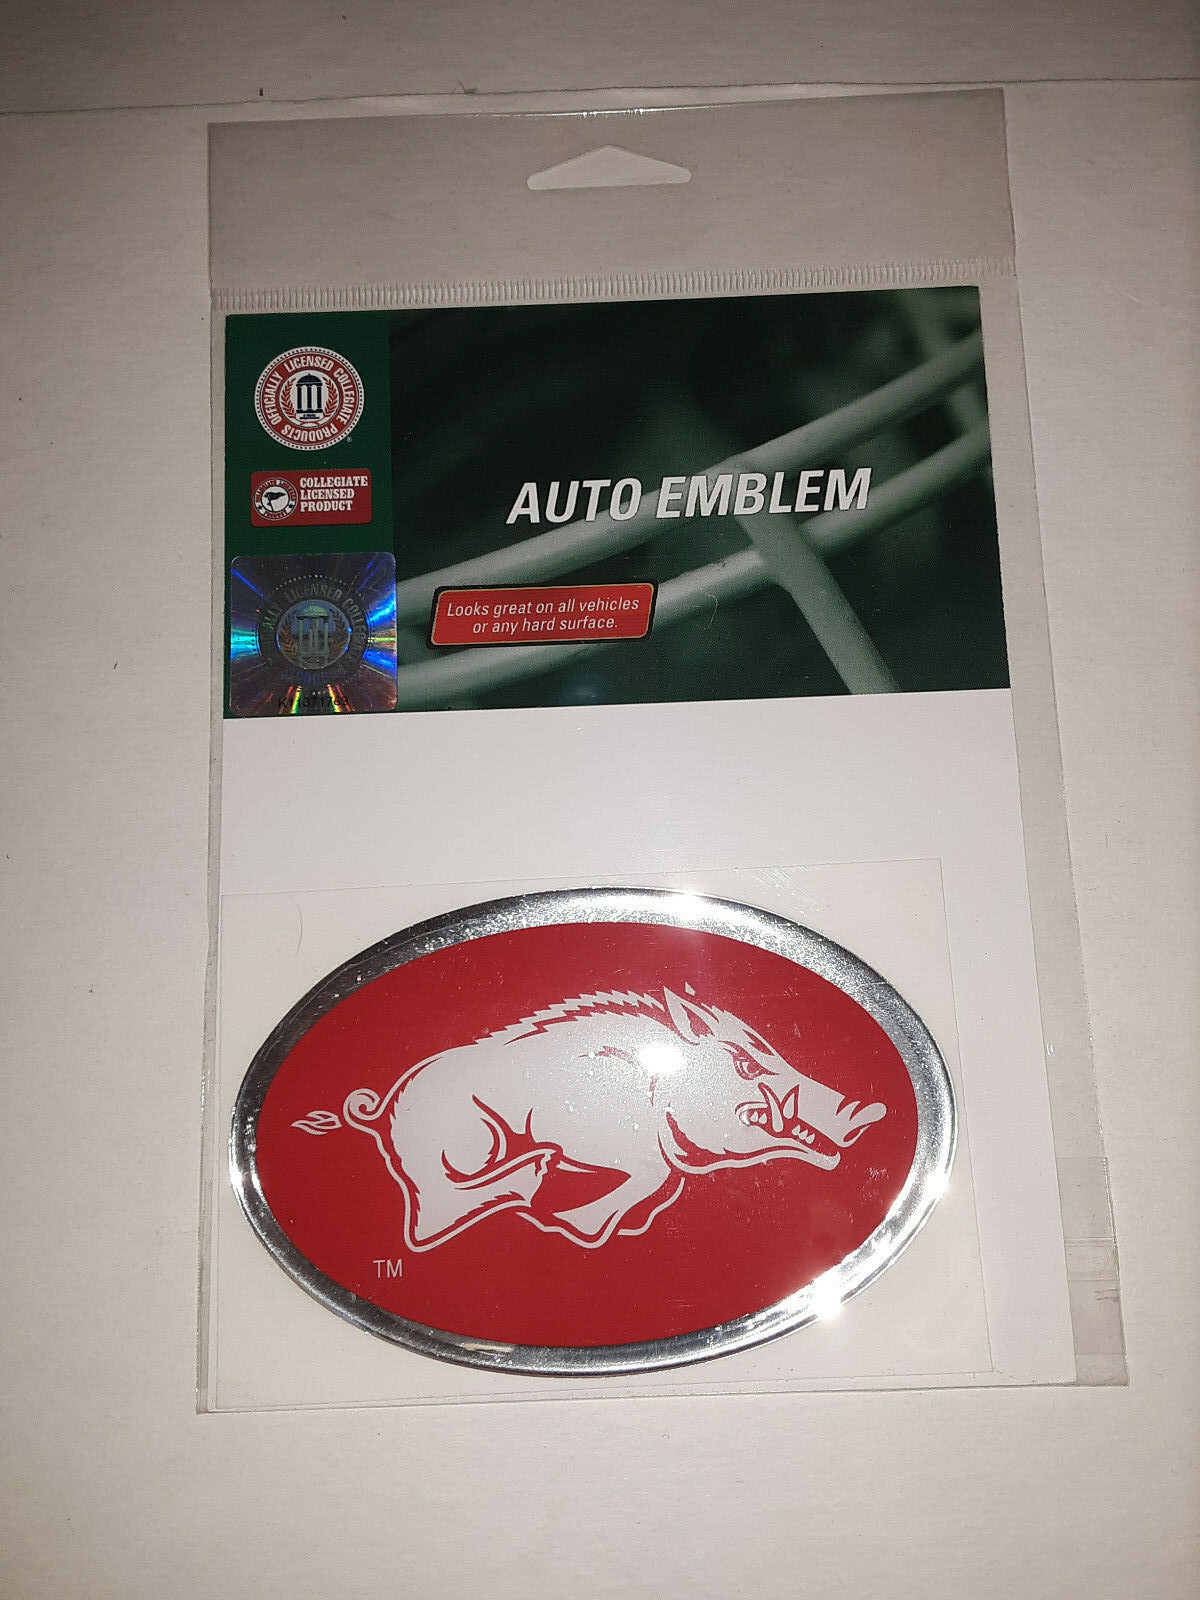 OFFICIALLY LICENSED COLLEGIATE PRODUCTS
®
COLLEGIATE
LICENSED
PRODUCT
AUTO EMBLEM
Looks great on all vehicles
or any hard surface.
LICENSED
TM